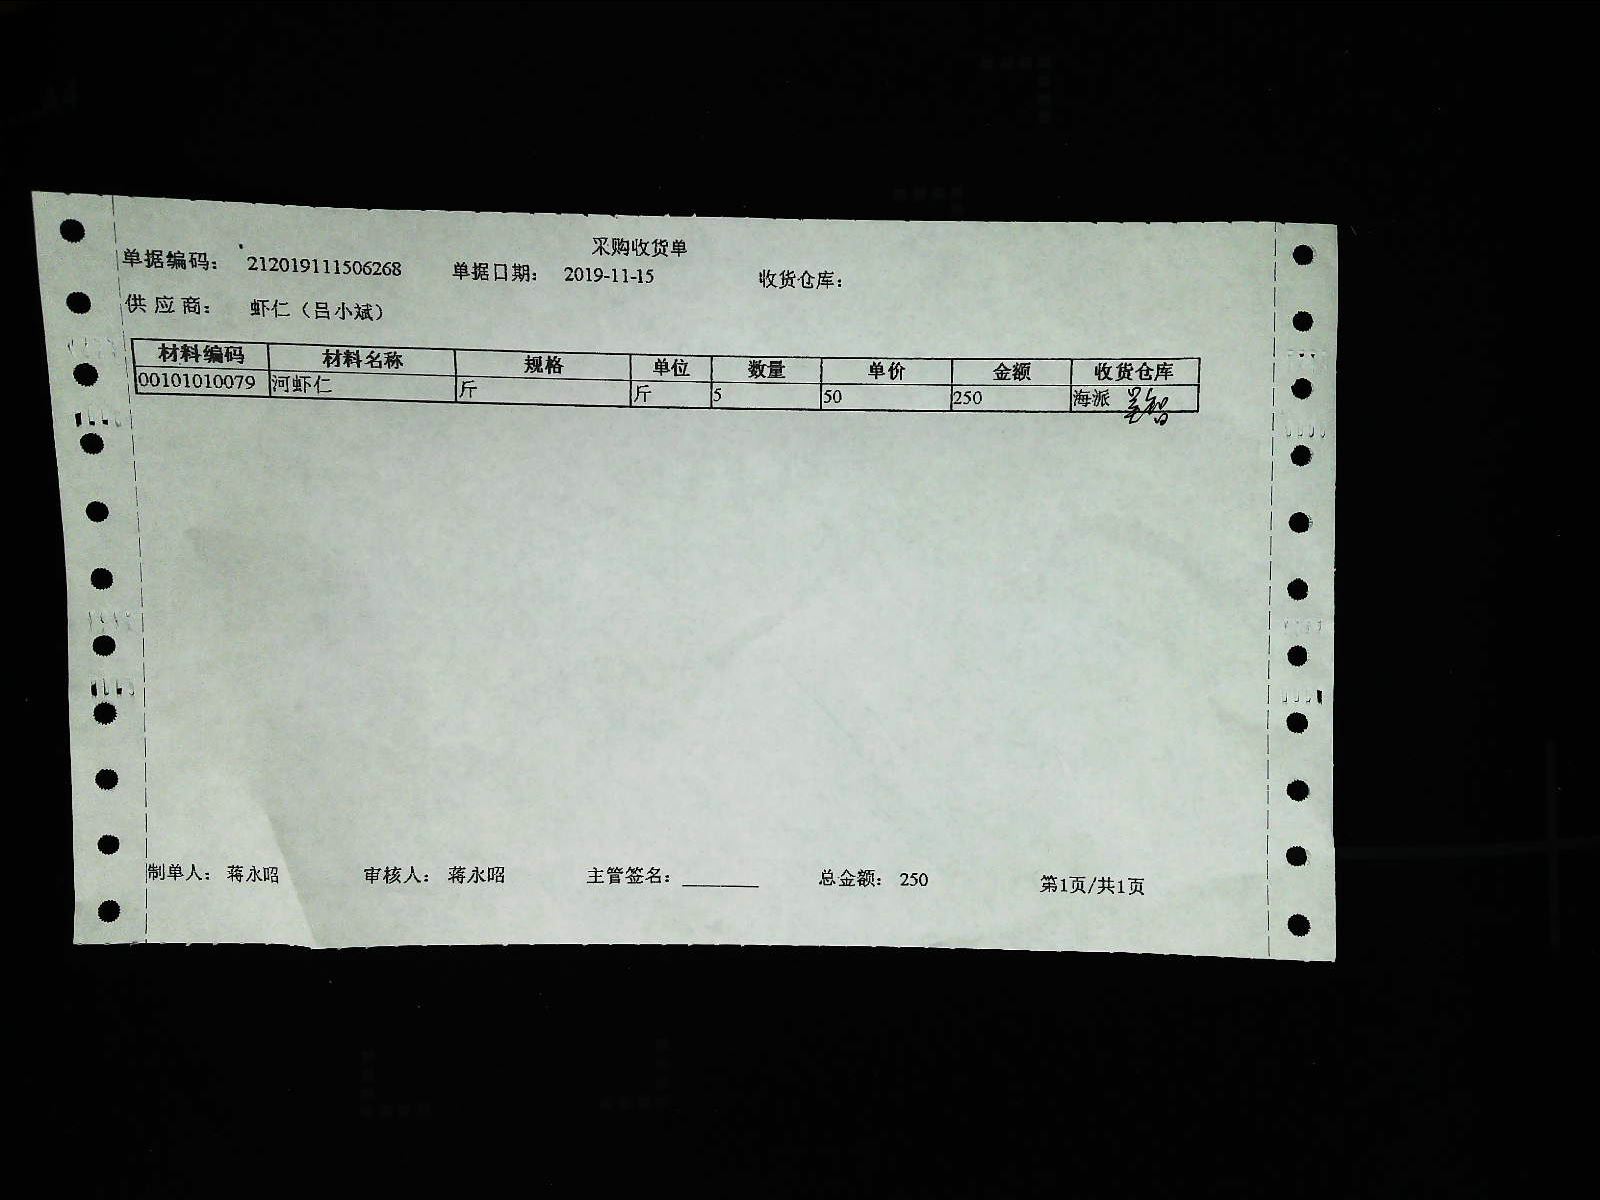 采购收货单
单据编码： 212019111506268 单据日期： 2019-11-15 收货仓库：
供 应 商： 虾仁（吕小斌）
材料编码 材料名称 规格 单位 数量 单价 金额 收货仓库
00101010079 河虾仁 斤 斤 5 50 250 海派
制单人： 蒋永昭 审核人： 蒋永昭 主管签名：________ 总金额： 250 第1页/共1页